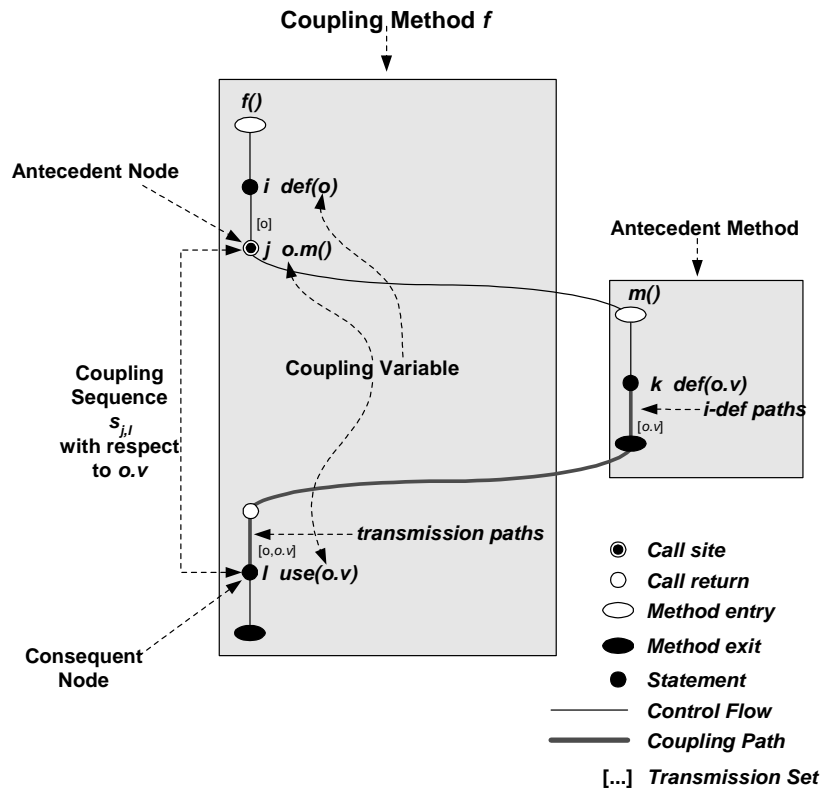 Coupling Method f
f()
Antecedent Node
i def(o)
[o]
j o.m()
Antecedent Method
m()
Coupling
Sequence
s_{j,l}
with respect
to o.v
Coupling Variable
k def(o.v)
i-def paths
[o.v]
transmission paths
[o,o.v]
l use(o.v)
Consequent
Node
Call site
Call return
Method entry
Method exit
Statement
Control Flow
Coupling Path
[...] Transmission Set